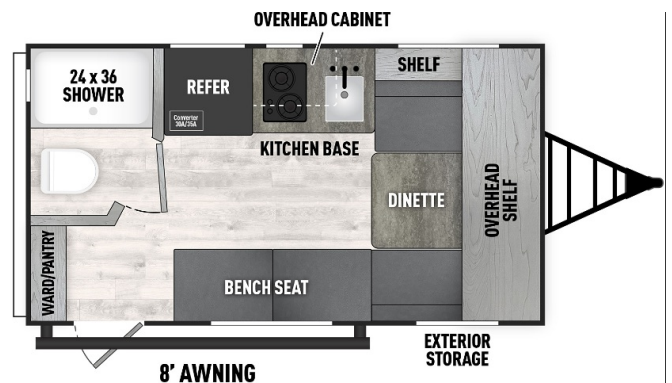 OVERHEAD CABINET
24 x 36
SHOWER
REFER
Converter
30A/35A
SHELF
KITCHEN BASE
DINETTE
OVERHEAD
SHELF
WARD/PANTRY
BENCH SEAT
EXTERIOR
STORAGE
8' AWNING